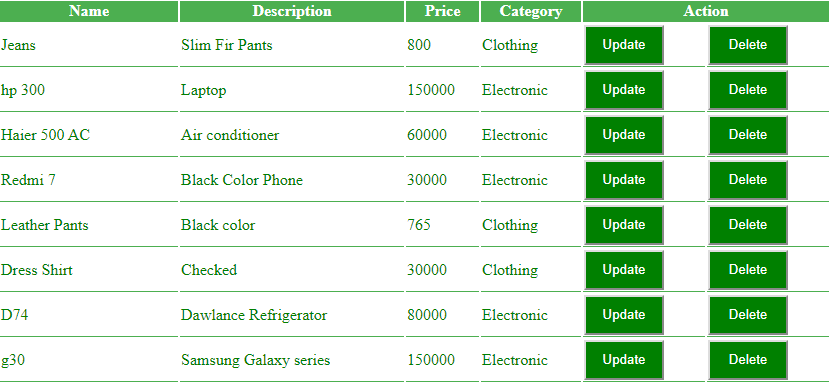 Name Description Price Category Action
Jeans Slim Fir Pants 800 Clothing Update Delete
hp 300 Laptop 150000 Electronic Update Delete
Haier 500 AC Air conditioner 60000 Electronic Update Delete
Redmi 7 Black Color Phone 30000 Electronic Update Delete
Leather Pants Black color 765 Clothing Update Delete
Dress Shirt Checked 30000 Clothing Update Delete
D74 Dawlance Refrigerator 80000 Electronic Update Delete
g30 Samsung Galaxy series 150000 Electronic Update Delete